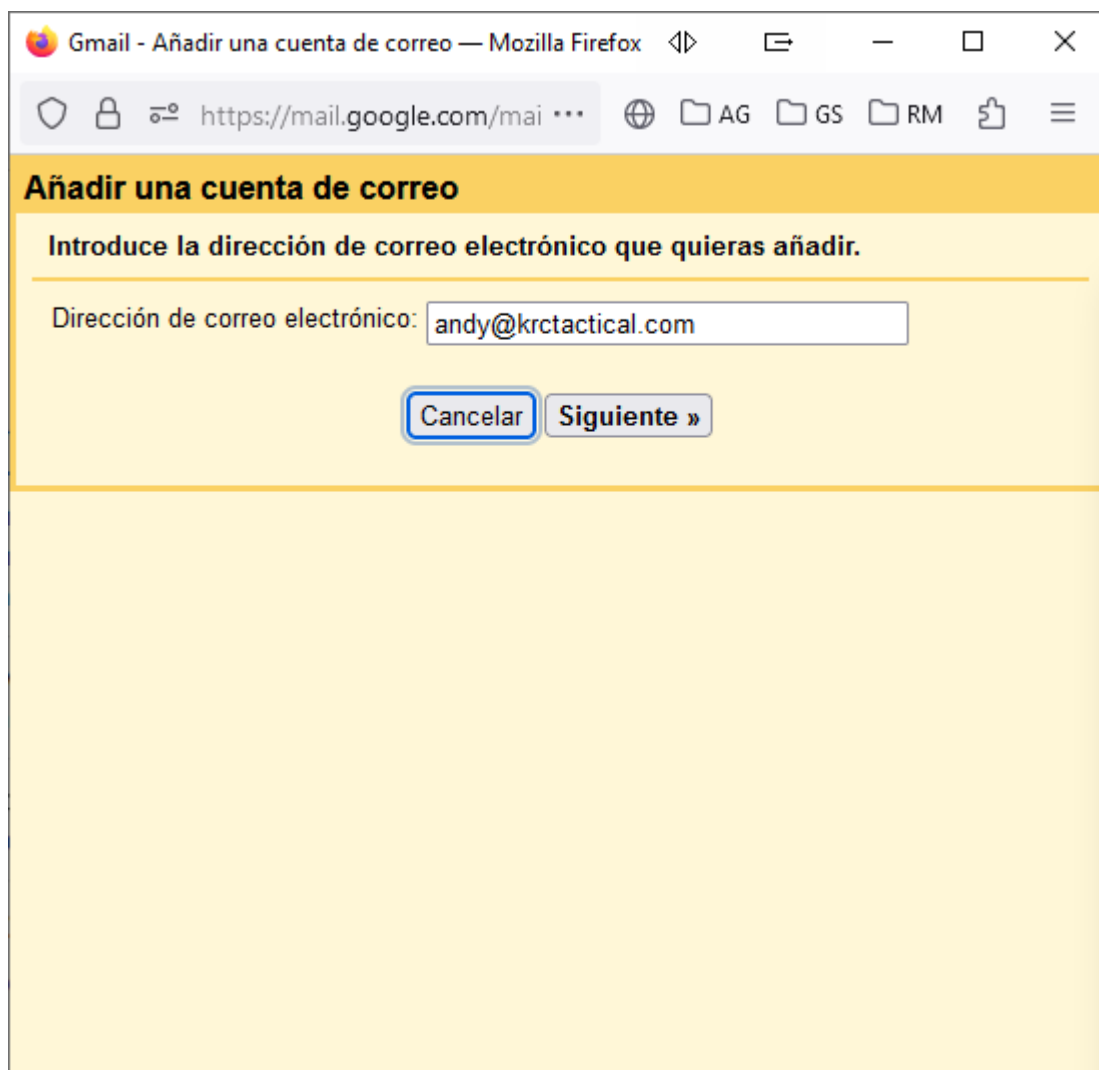 Gmail - Añadir una cuenta de correo — Mozilla Firefox
https://mail.google.com/mai ··· AG GS RM
Añadir una cuenta de correo
Introduce la dirección de correo electrónico que quieras añadir.
Dirección de correo electrónico: andy@krctactical.com
Cancelar Siguiente »